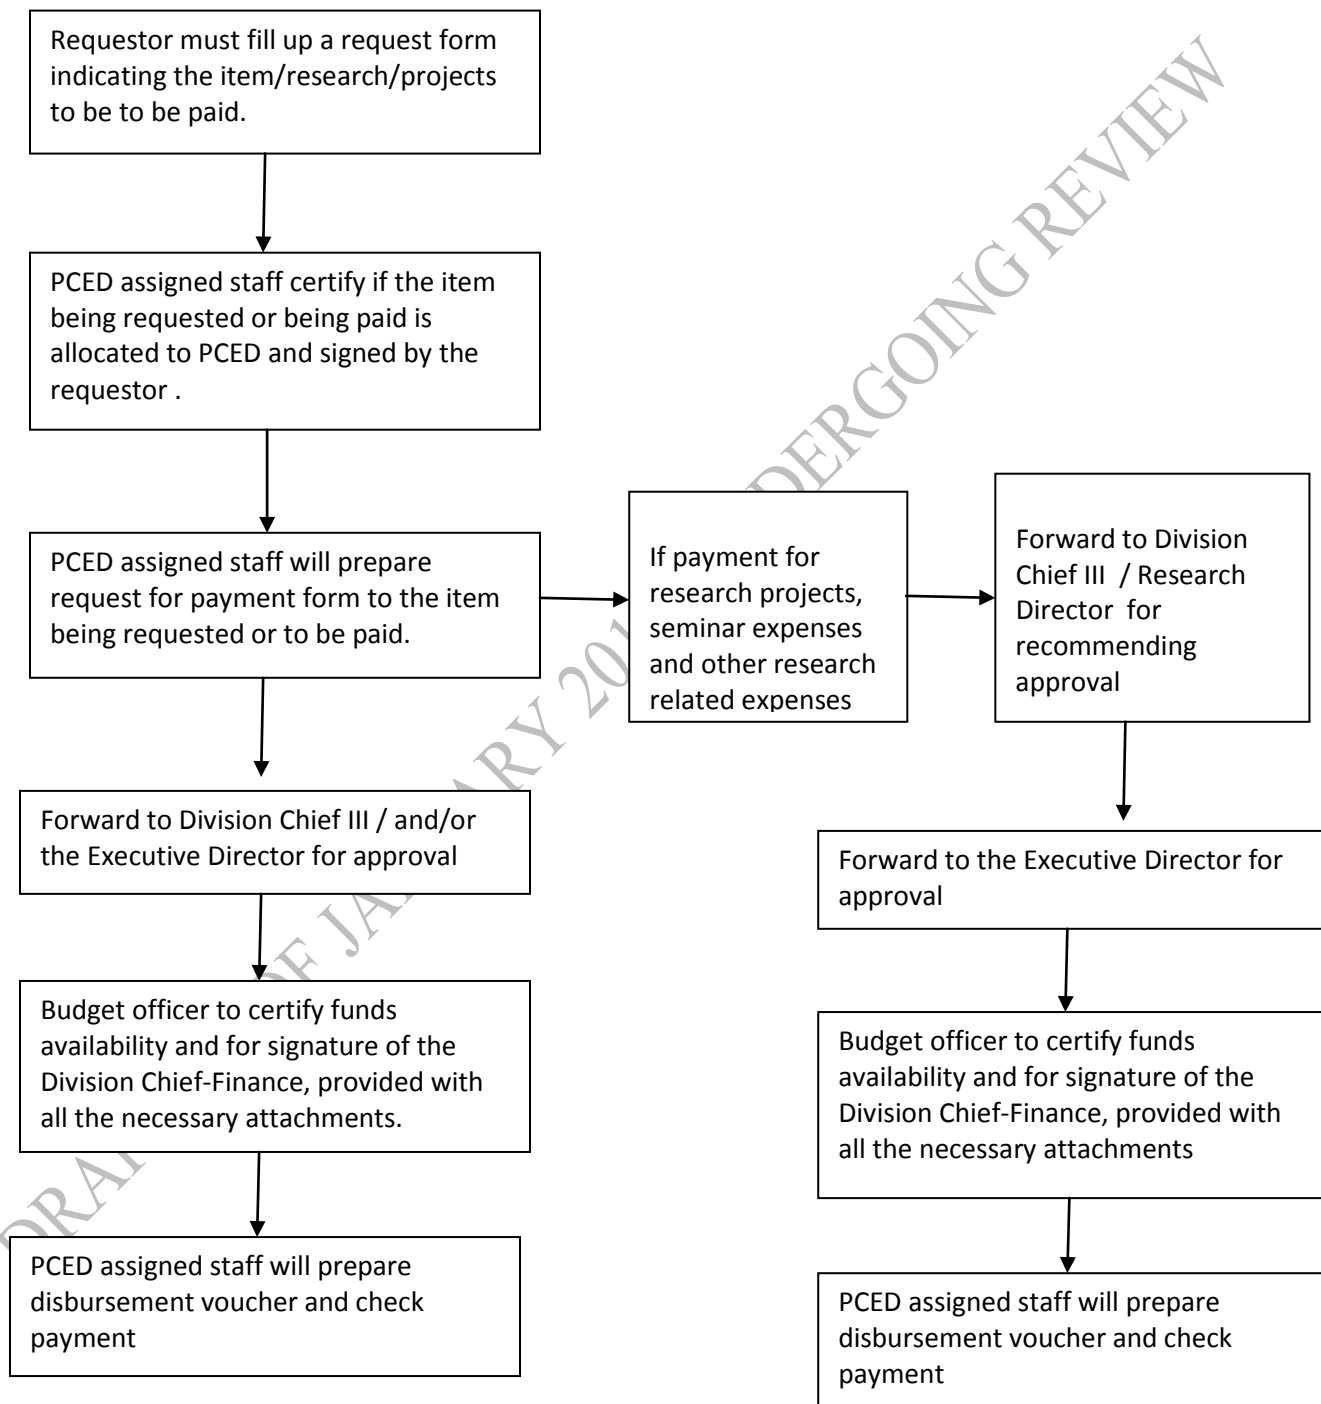 Requestor must fill up a request form
indicating the item/research/projects
to be to be paid.
PCED assigned staff certify if the item
being requested or being paid is
allocated to PCED and signed by the
requestor .
PCED assigned staff will prepare
request for payment form to the item
being requested or to be paid.
If payment for
research projects,
seminar expenses
and other research
related expenses
Forward to Division
Chief III / Research
Director for
recommending
approval
Forward to Division Chief III / and/or
the Executive Director for approval
Forward to the Executive Director for
approval
Budget officer to certify funds
availability and for signature of the
Division Chief-Finance, provided with
all the necessary attachments.
Budget officer to certify funds
availability and for signature of the
Division Chief-Finance, provided with
all the necessary attachments
PCED assigned staff will prepare
disbursement voucher and check
payment
PCED assigned staff will prepare
disbursement voucher and check
payment
REVIEW